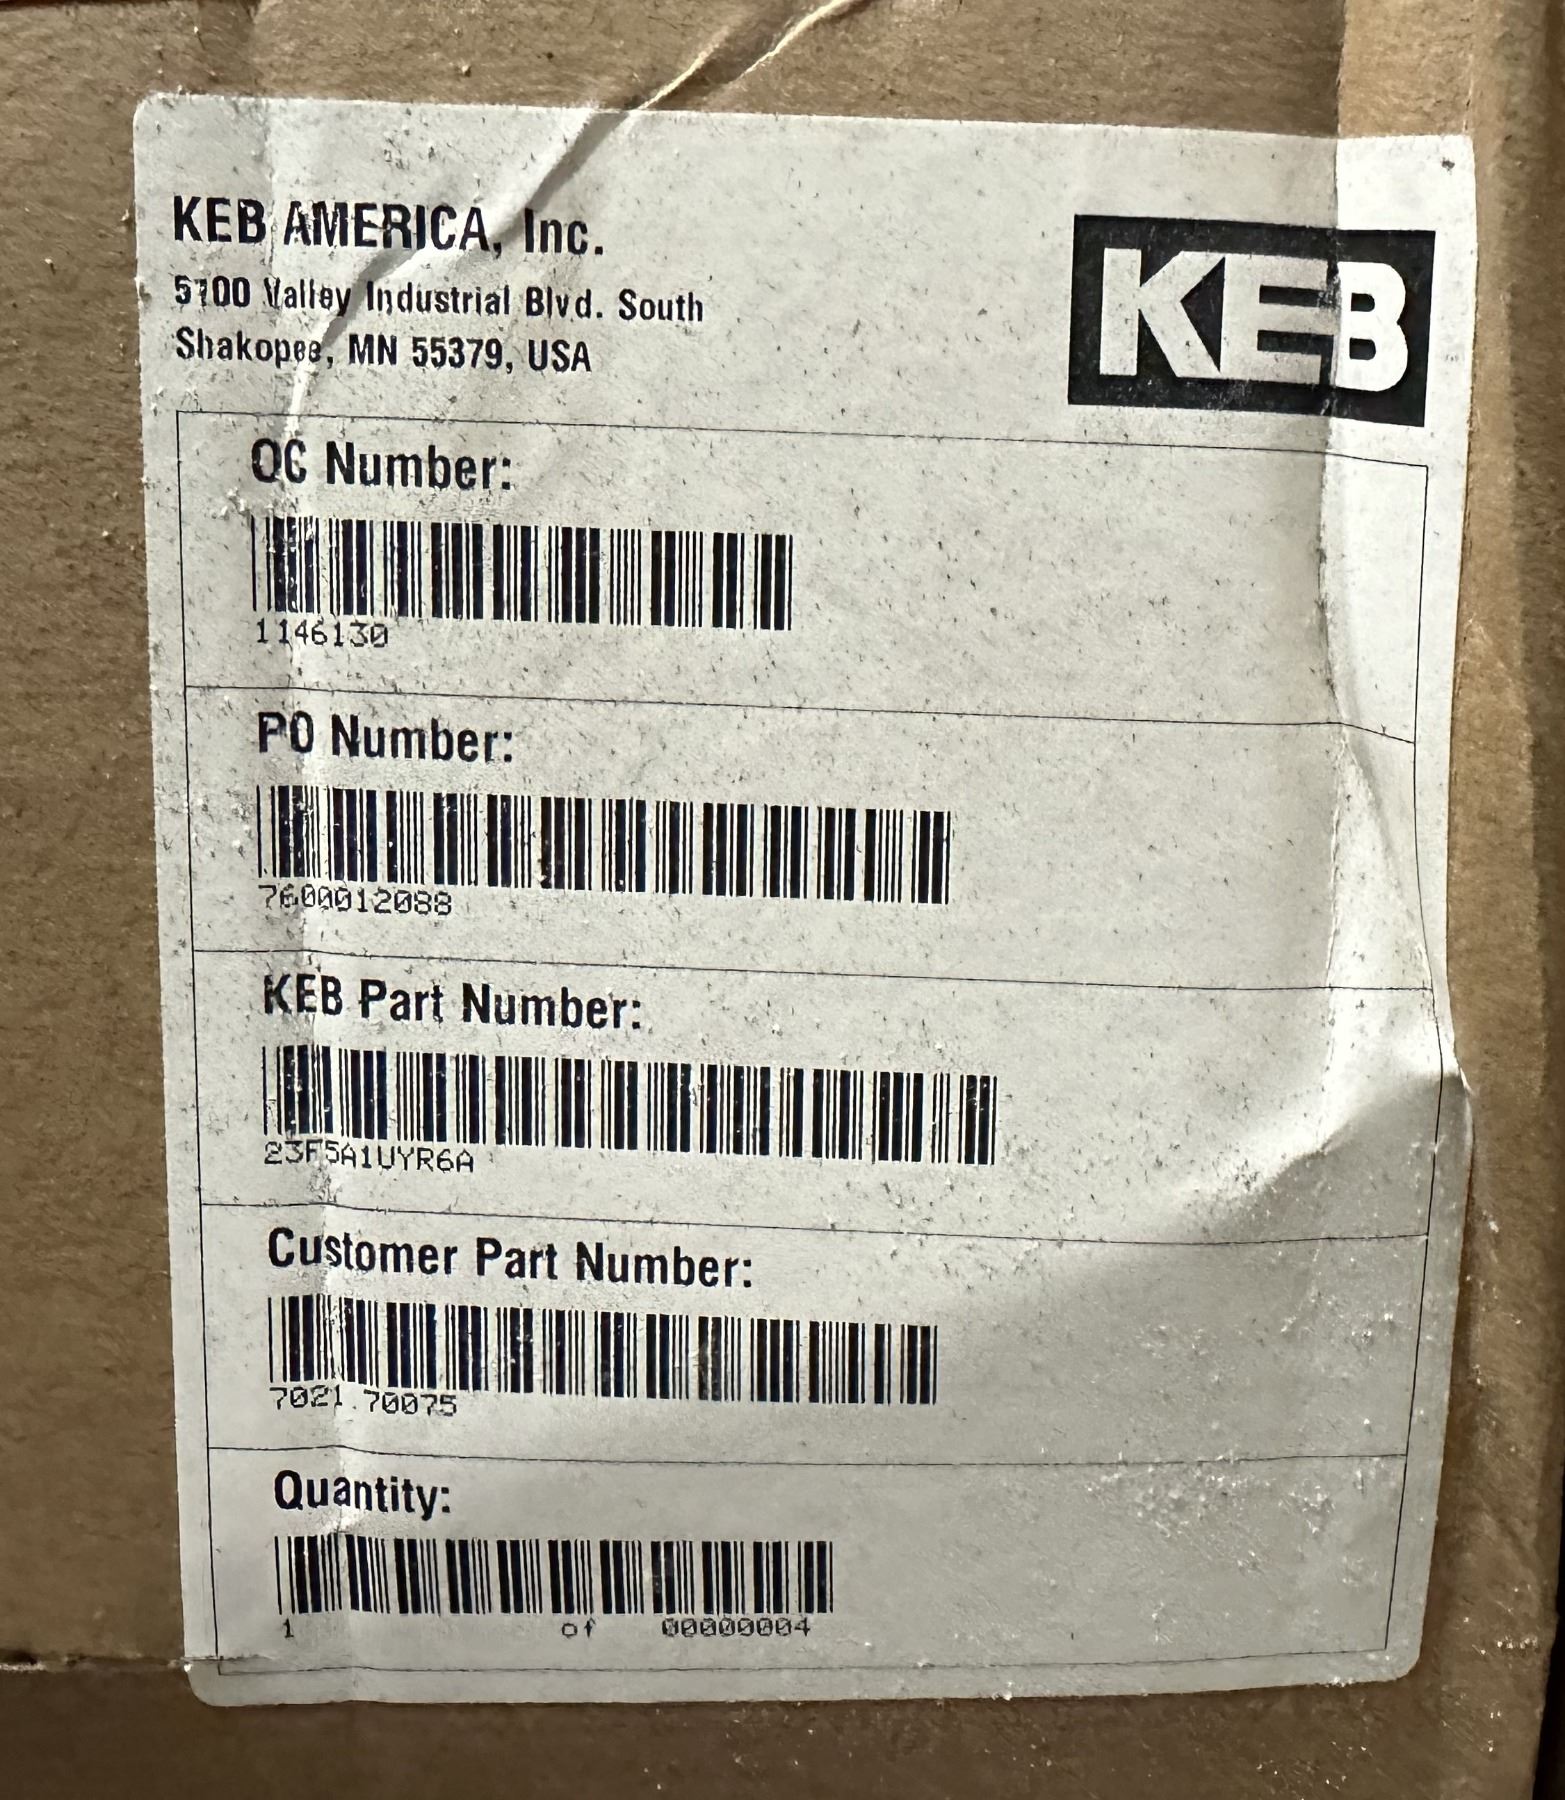 KEB AMERICA, Inc.
5100 Valley Industrial Blvd. South
Shakopee, MN 55379, USA
KEB
OC Number:
1146130
PO Number:
7600012088
KEB Part Number:
23F5A1UYR6A
Customer Part Number:
7021.70075
Quantity:
1 of 00000004